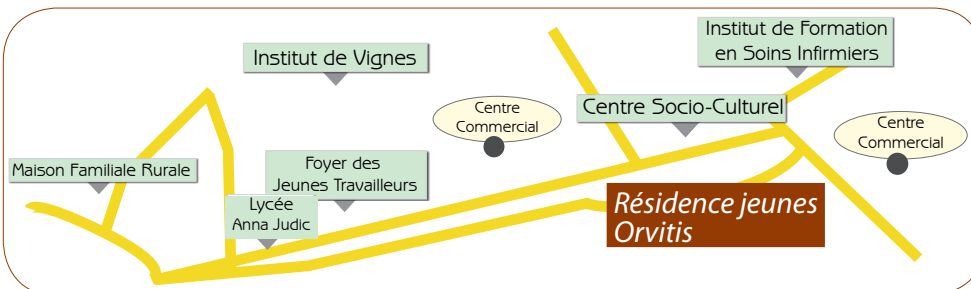 Institut de Formation
en Soins Infirmiers
Institut de Vignes
Centre
Commercial
Centre Socio-Culturel
Centre
Commercial
Maison Familiale Rurale
Foyer des
Jeunes Travailleurs
Lycée
Anna Judic
Résidence jeunes
Orvitis